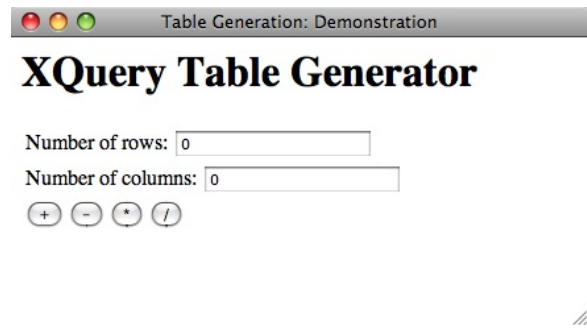 Table Generation: Demonstration
XQuery Table Generator
Number of rows: 0
Number of columns: 0
+ - * /